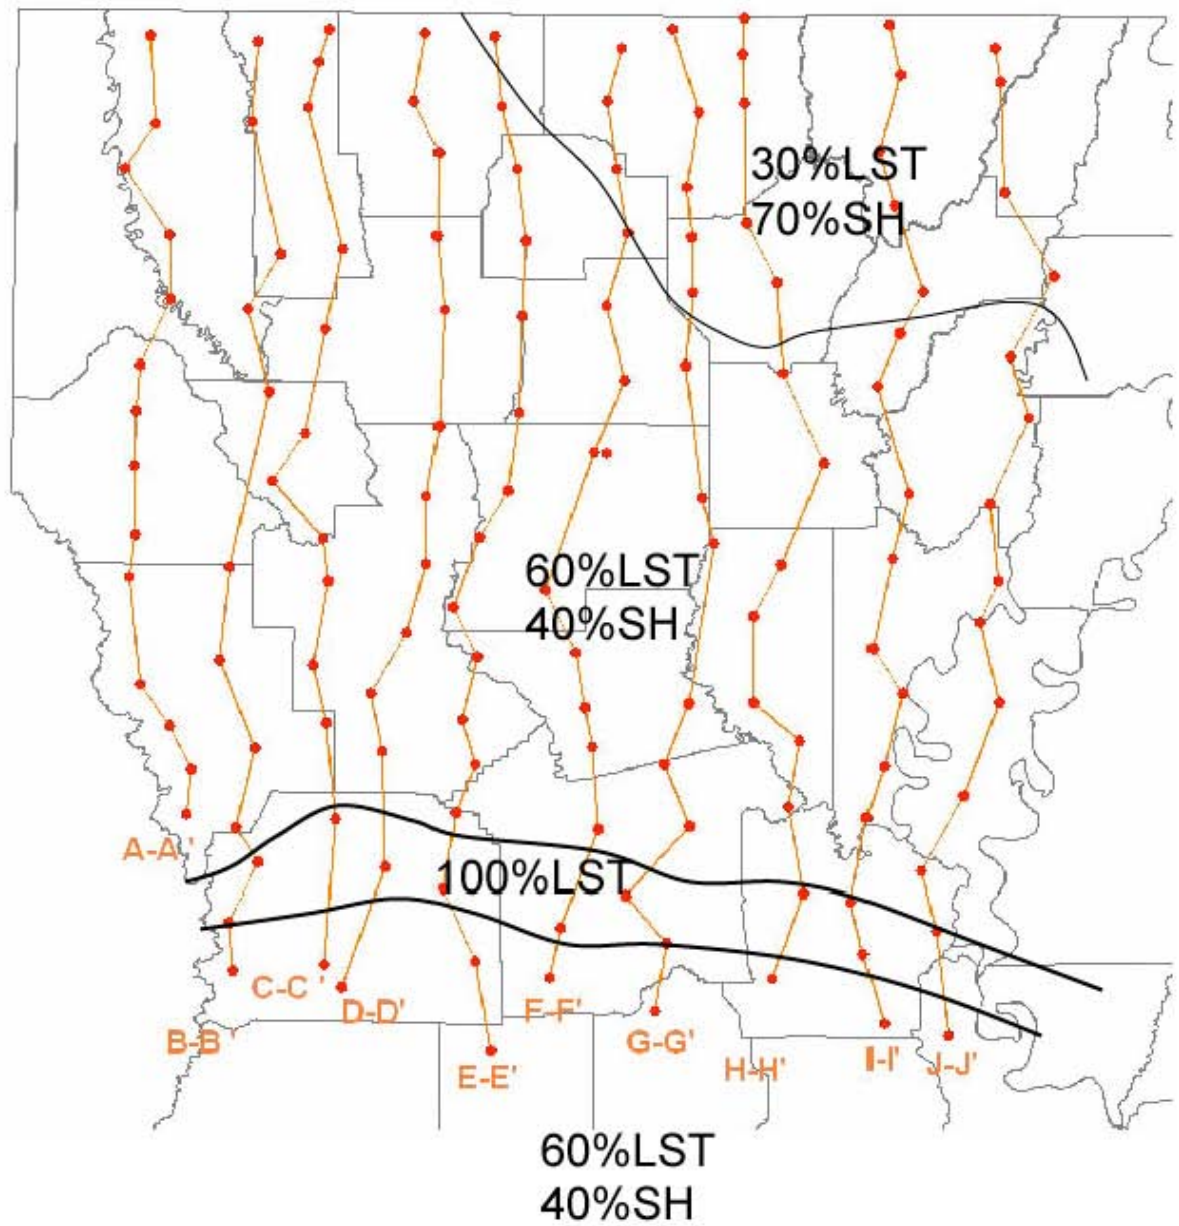 30%LST
70%SH
60%LST
40%SH
A-A'
100%LST
C-C'
D-D'
F-F'
B-B'
G-G'
I-I'
J-J'
H-H'
E-E'
60%LST
40%SH